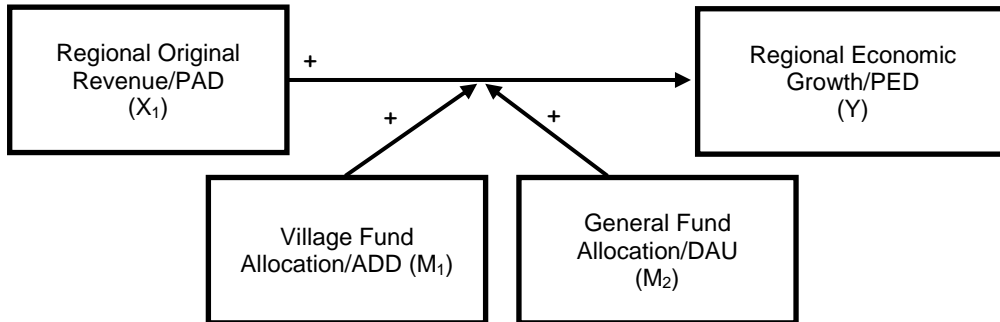 Regional Original
Revenue/PAD
(X₁)
+
Regional Economic
Growth/PED
(Y)
+
+
Village Fund
Allocation/ADD (M₁)
General Fund
Allocation/DAU
(M₂)